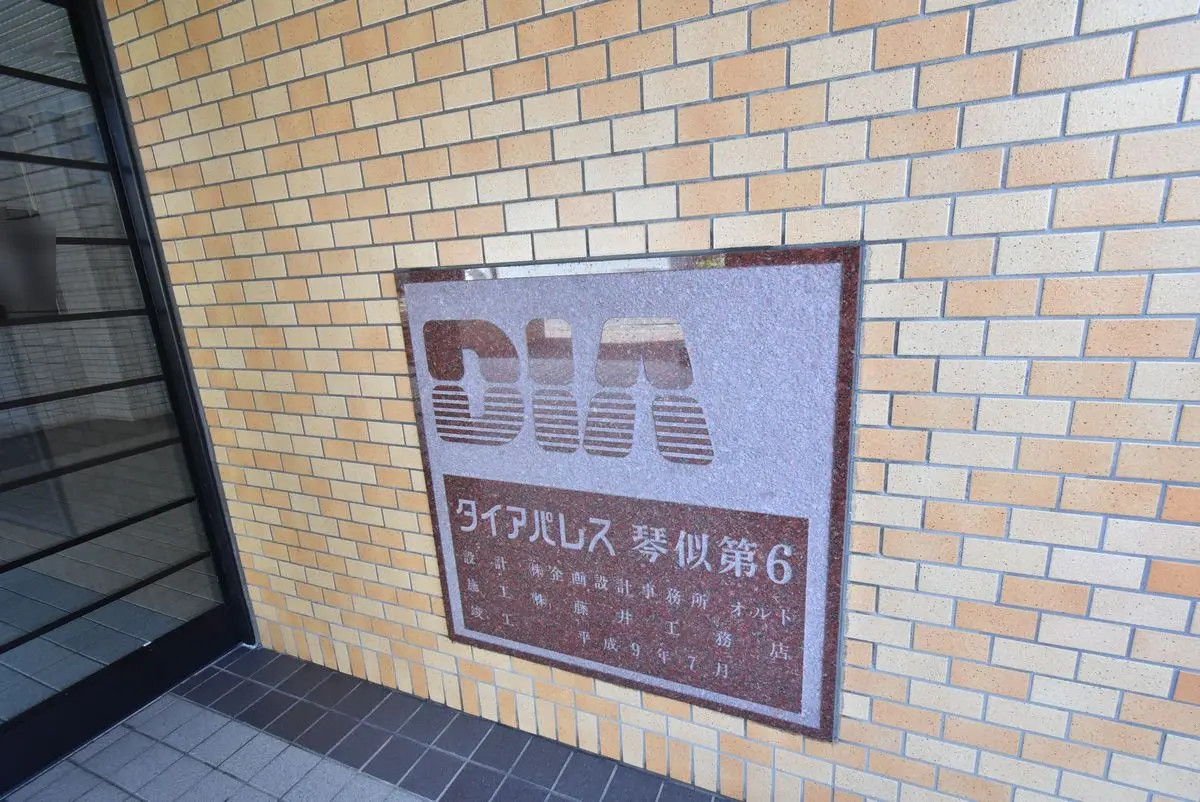 DIA
ダイアパレス 琴似第6
設計 ㈱企画設計事務所 オルト
施工 ㈱藤井工務店
竣工 平成9年7月